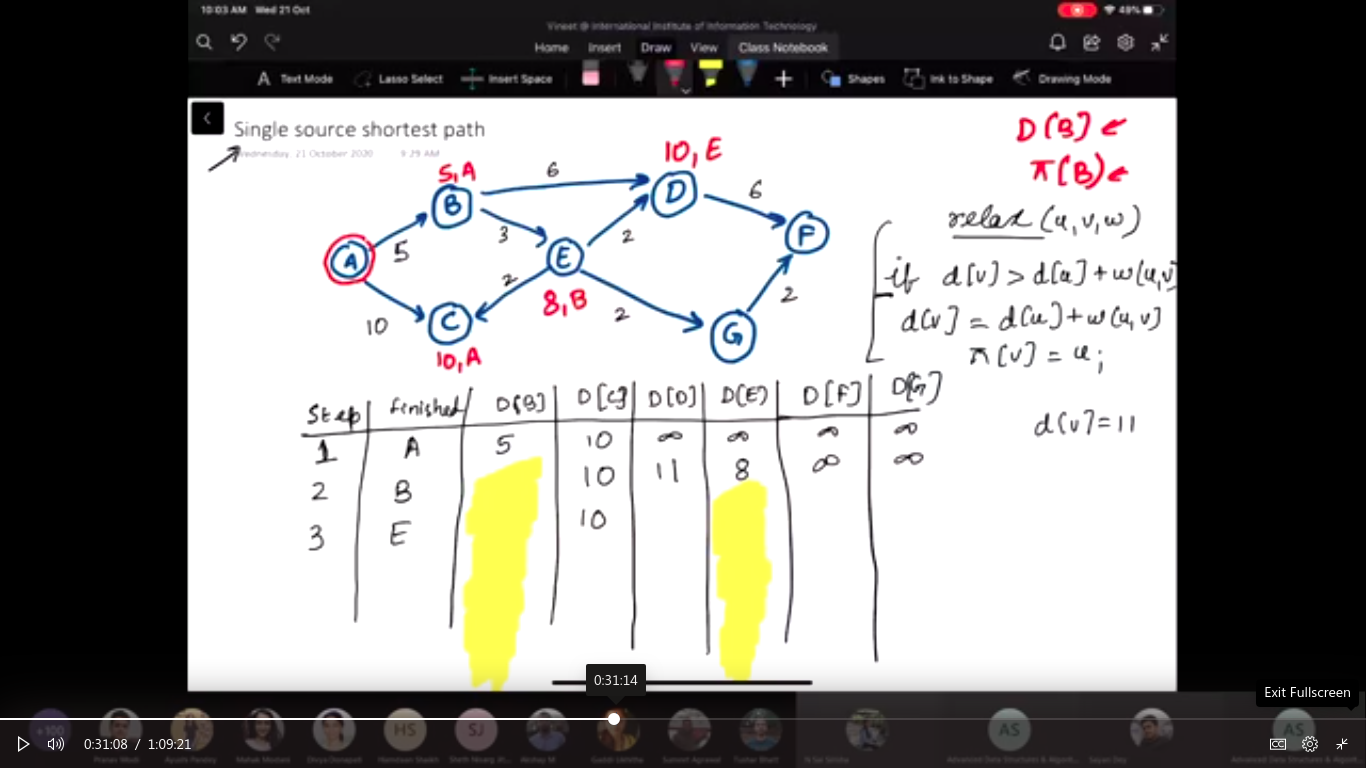 10:03 AM Wed 21 Oct
49%
Vineet @ International Institute of Information Technology
Home Insert Draw View Class Notebook
Text Mode Lasso Select Insert Space Shapes Ink to Shape Drawing Mode
Single source shortest path
Wednesday, 21 October 2020 9:29 AM
D[B] ←
π(B) ←
10, E
5, A
6
B
D
6
relax (u, v, w)
5
3
2
F
A
E
if d[v] > d[u] + w(u,v)
2
8, B
2
2
10
C
G
d[v] = d[u] + w(u,v)
10, A
π[v] = u;
Step finished D[B] D[C] D[D] D[E] D[F] D[G]
1 A 5 10 ∞ ∞ ∞ ∞
d[v] = 11
2 B 10 11 8 ∞ ∞
3 E 10
0:31:14
Exit Fullscreen
+100 HS SJ AS AS
0:31:08 / 1:09:21
CC